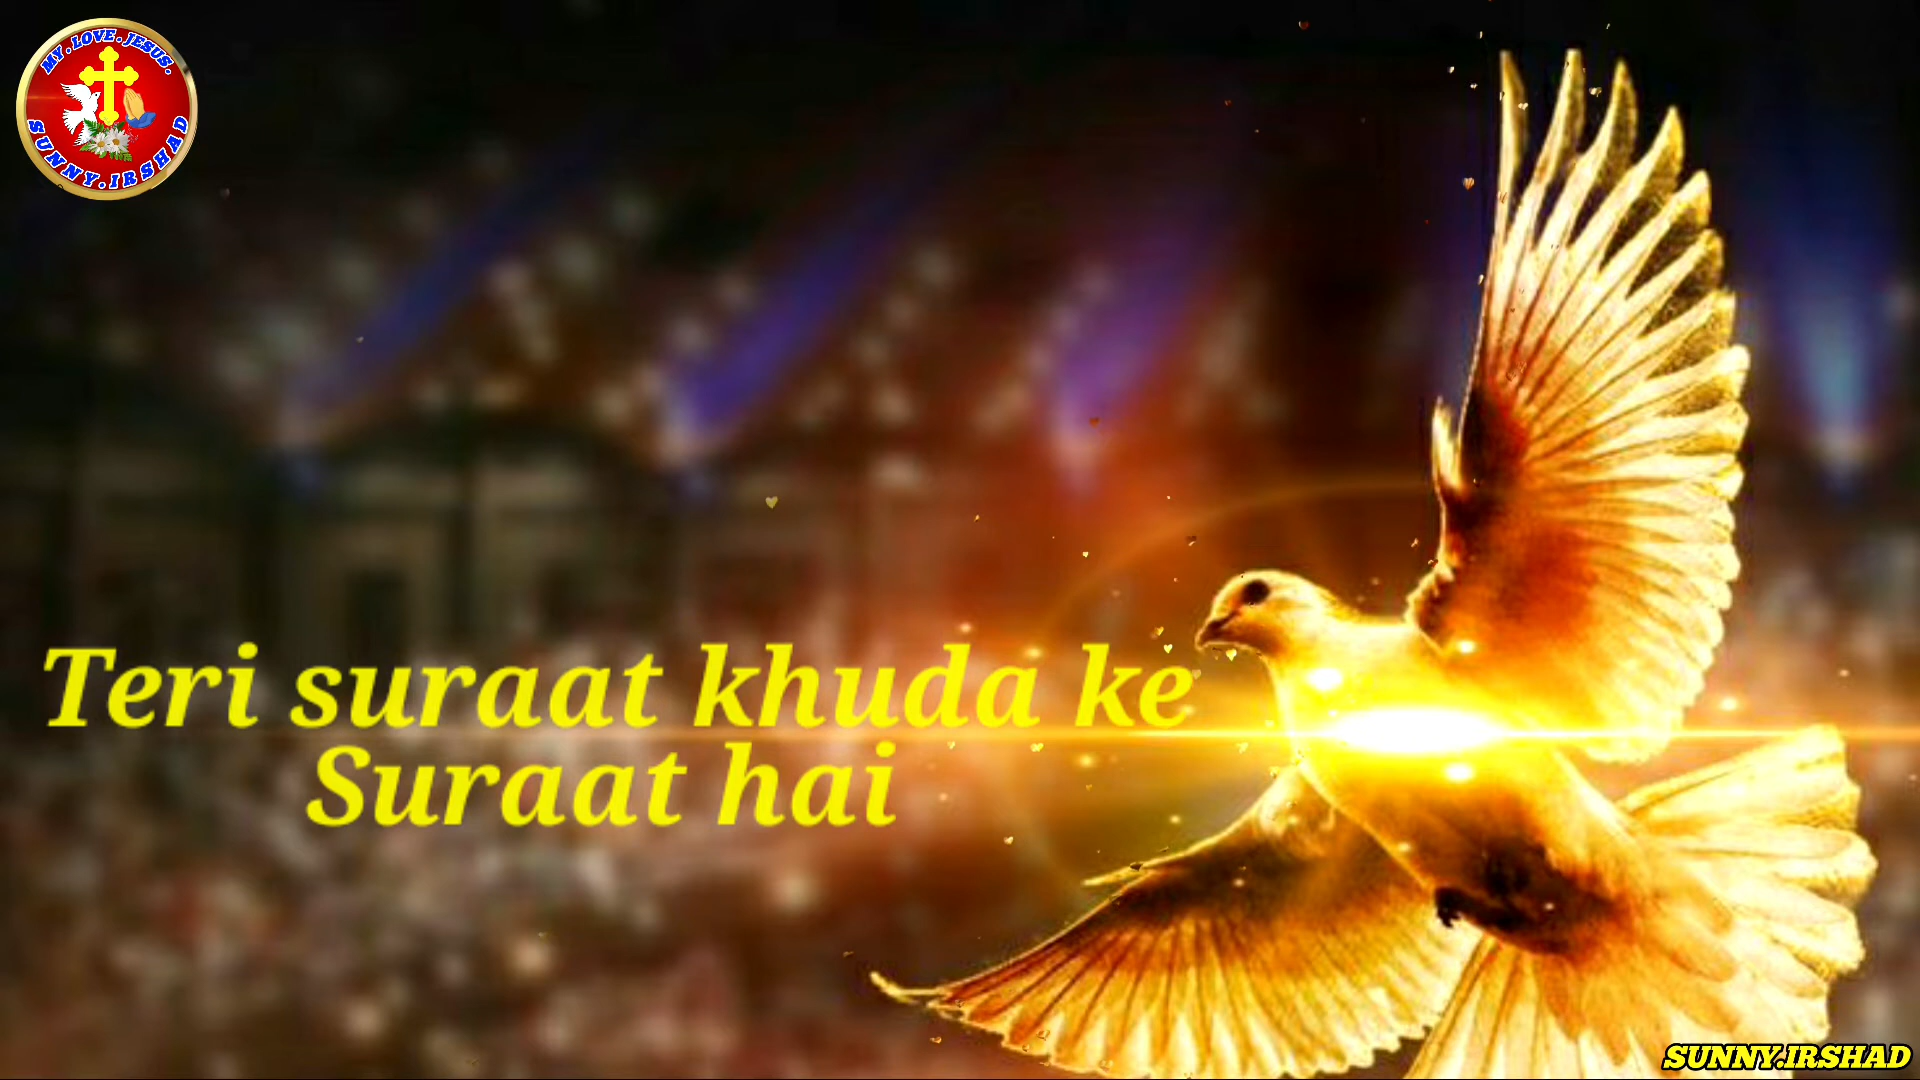 MY.LOVE.JESUS.
SUNNY.IRSHAD
Teri suraat khuda ke
Suraat hai
SUNNY.IRSHAD